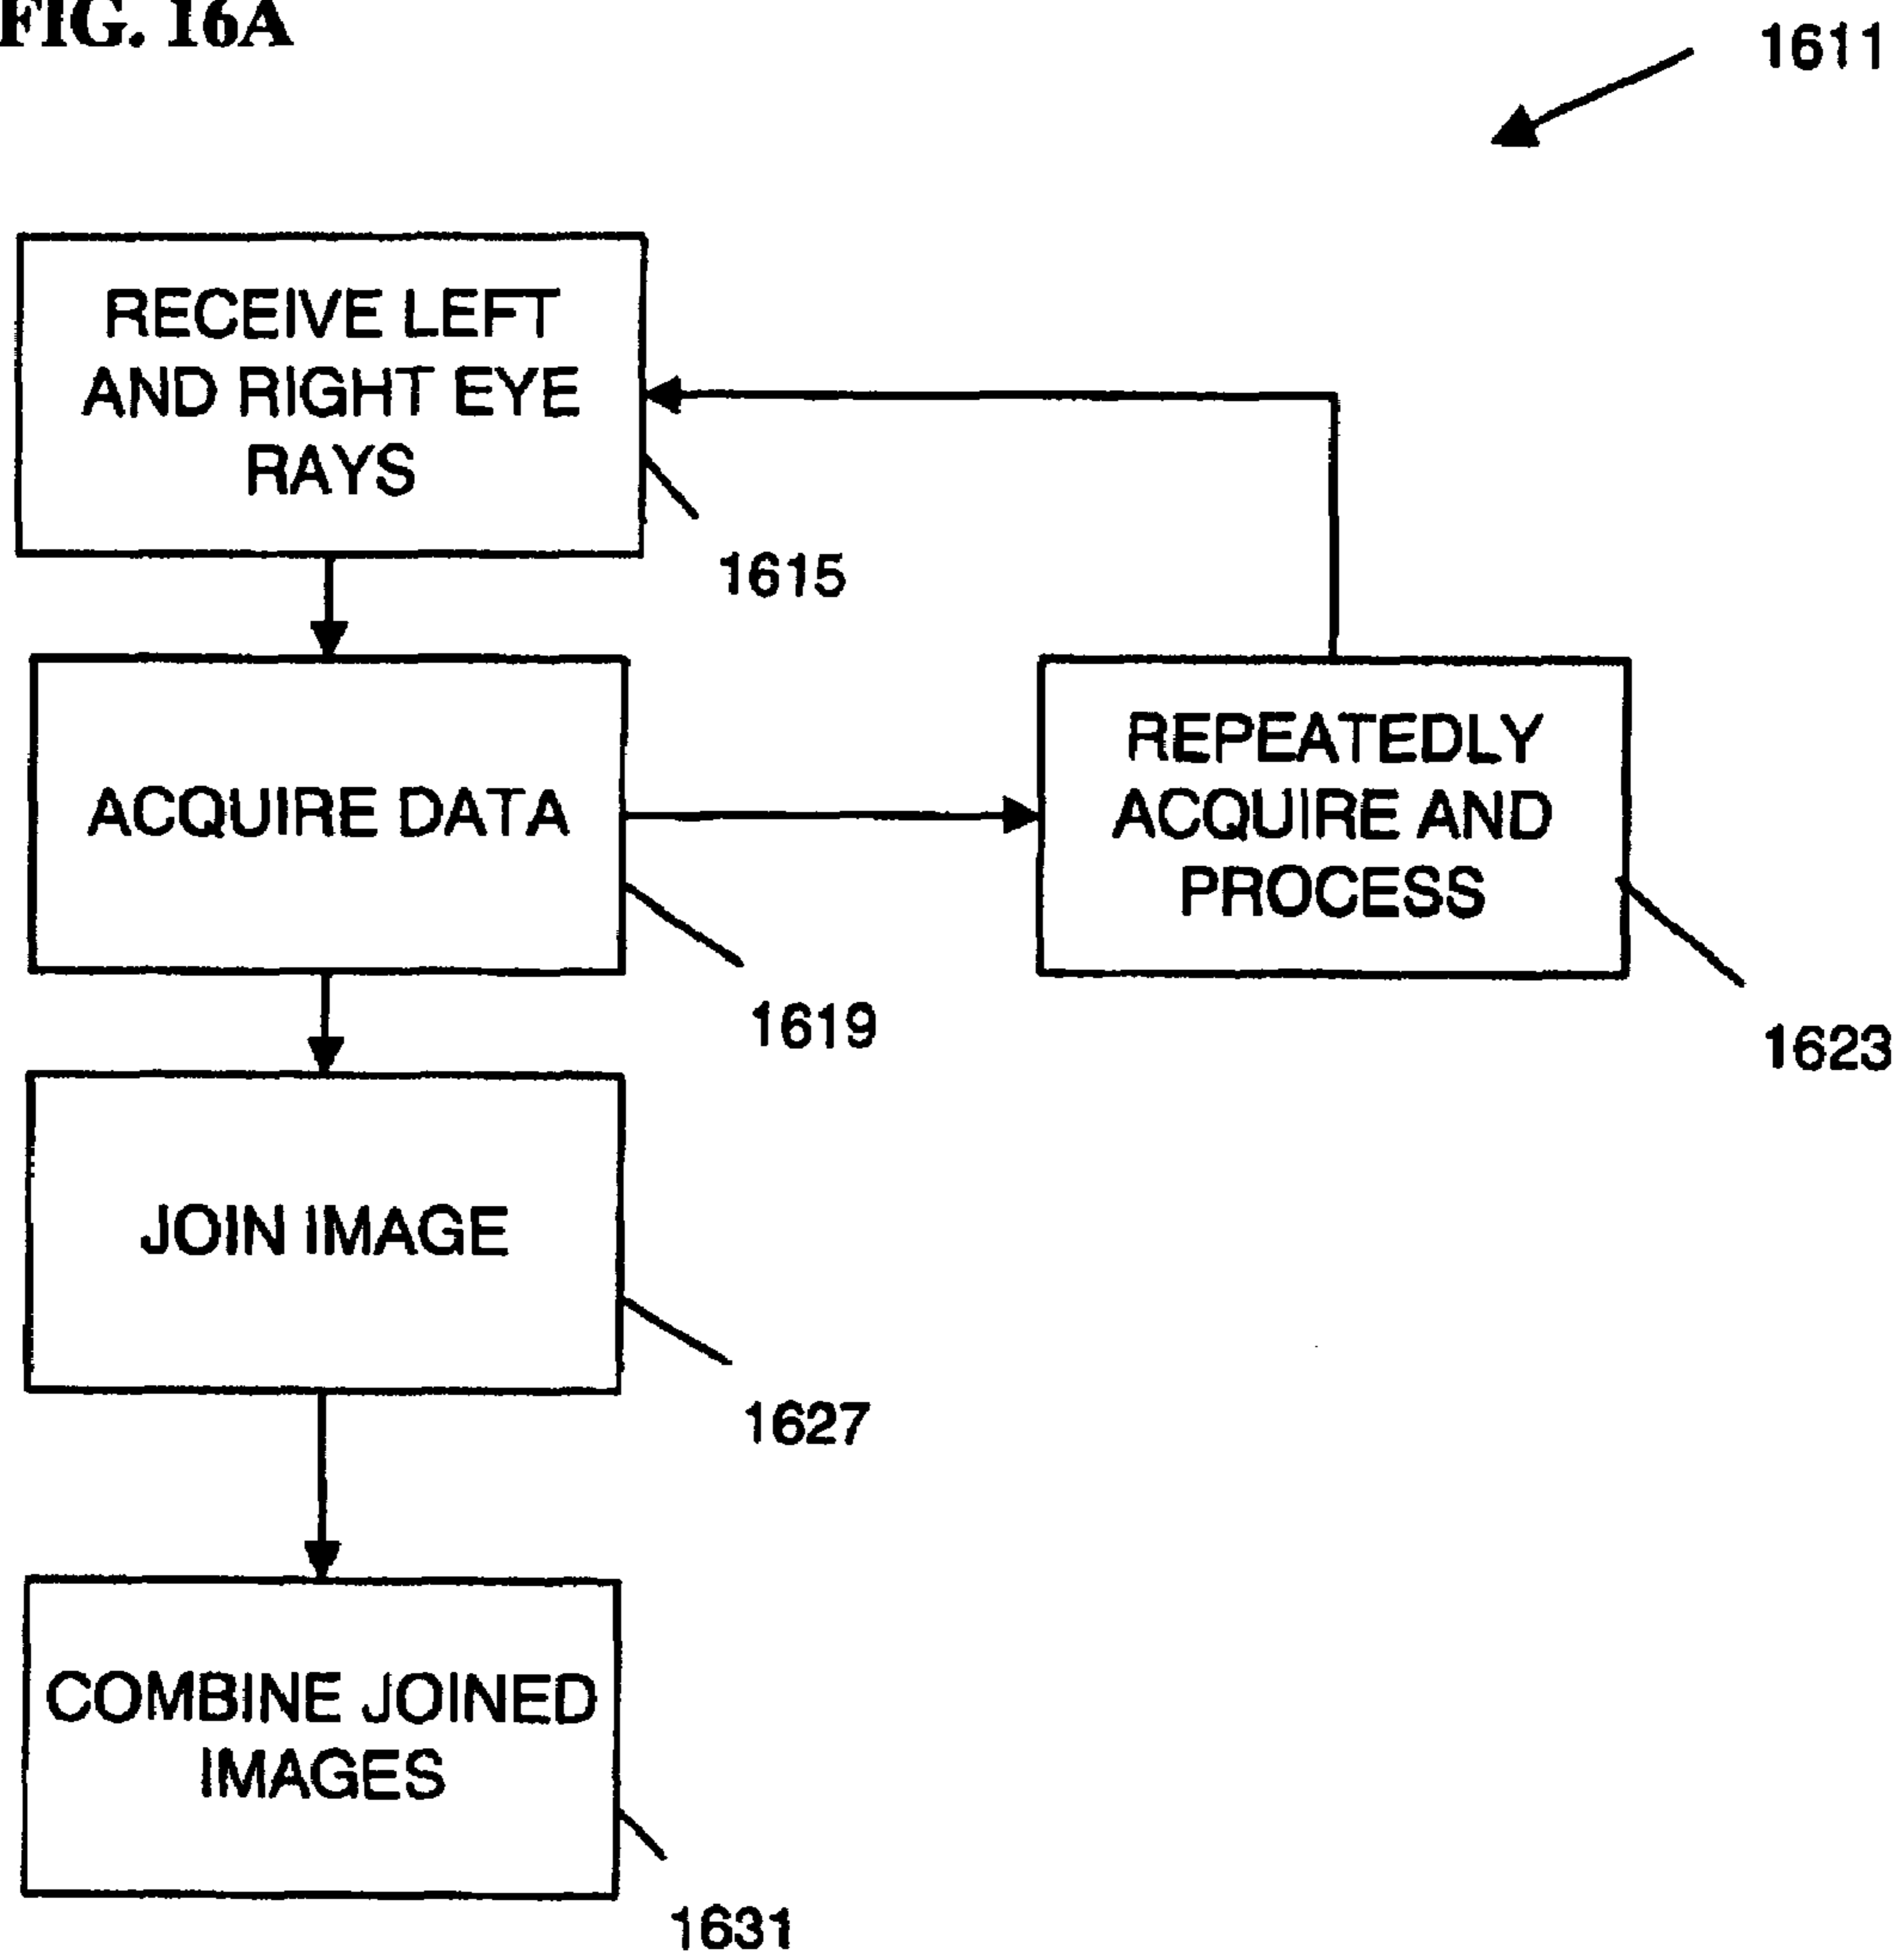 FIG. 16A
1611
RECEIVE LEFT
AND RIGHT EYE
RAYS
1615
ACQUIRE DATA
1619
REPEATEDLY
ACQUIRE AND
PROCESS
1623
JOIN IMAGE
1627
COMBINE JOINED
IMAGES
1631